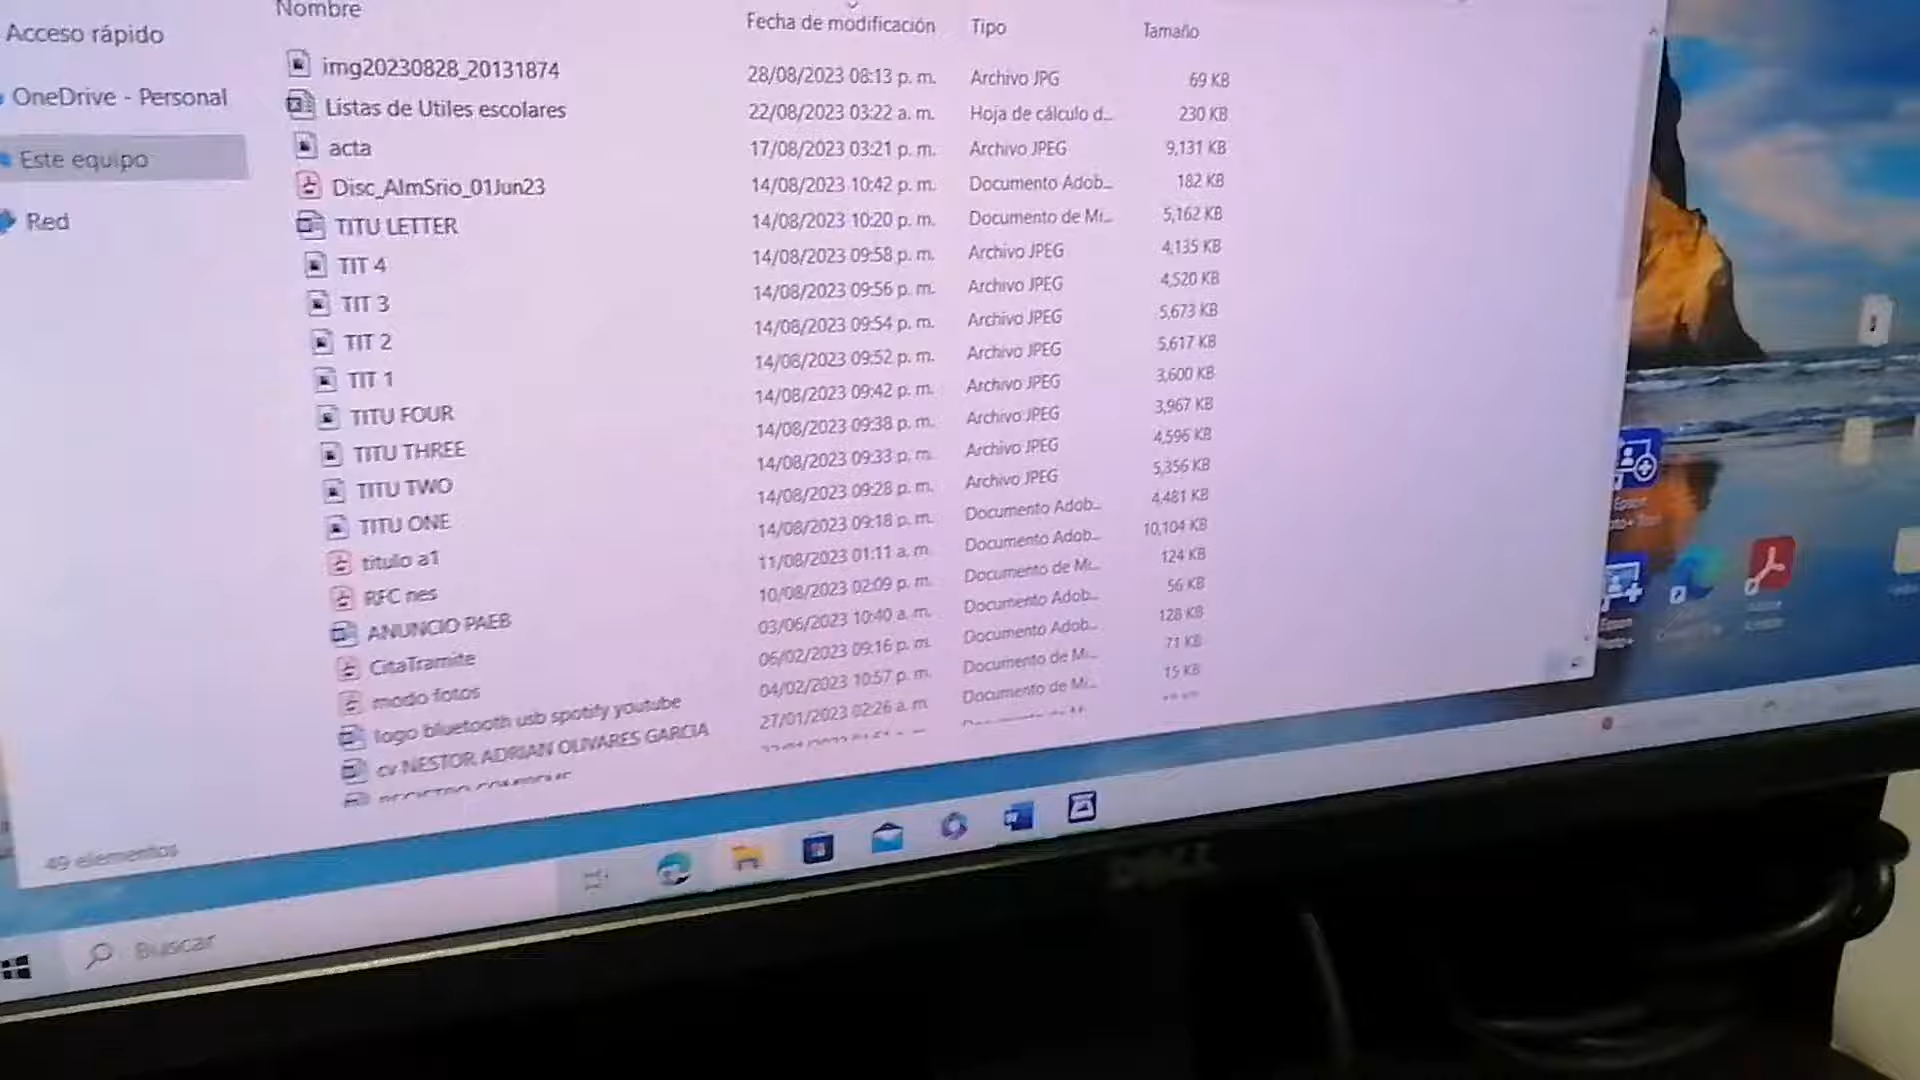 Nombre Fecha de modificación Tipo Tamaño
Acceso rápido
OneDrive - Personal
Este equipo
Red
img20230828_20131874 28/08/2023 08:13 p. m. Archivo JPG 69 KB
Listas de Utiles escolares 22/08/2023 03:22 a. m. Hoja de cálculo d... 230 KB
acta 17/08/2023 03:21 p. m. Archivo JPEG 9,131 KB
Disc_AlmSrio_01Jun23 14/08/2023 10:42 p. m. Documento Adob... 182 KB
TITU LETTER 14/08/2023 10:20 p. m. Documento de Mi... 5,162 KB
TIT 4 14/08/2023 09:58 p. m. Archivo JPEG 4,135 KB
TIT 3 14/08/2023 09:56 p. m. Archivo JPEG 4,520 KB
TIT 2 14/08/2023 09:54 p. m. Archivo JPEG 5,673 KB
TIT 1 14/08/2023 09:52 p. m. Archivo JPEG 5,617 KB
TITU FOUR 14/08/2023 09:42 p. m. Archivo JPEG 3,600 KB
TITU THREE 14/08/2023 09:38 p. m. Archivo JPEG 3,967 KB
TITU TWO 14/08/2023 09:33 p. m. Archivo JPEG 4,596 KB
TITU ONE 14/08/2023 09:28 p. m. Archivo JPEG 5,356 KB
titulo a1 14/08/2023 09:18 p. m. Documento Adob... 4,481 KB
RFC nes 11/08/2023 01:11 a. m. Documento Adob... 10,104 KB
ANUNCIO PAEB 10/08/2023 02:09 p. m. Documento de Mi... 124 KB
CitaTramite 03/06/2023 10:40 a. m. Documento Adob... 56 KB
modo fotos 06/02/2023 09:16 p. m. Documento Adob... 128 KB
logo bluetooth usb spotify youtube 04/02/2023 10:57 p. m. Documento de Mi... 71 KB
cv NESTOR ADRIAN OLIVARES GARCIA 27/01/2023 02:26 a. m. Documento de Mi... 15 KB
49 elementos
Buscar
DELL